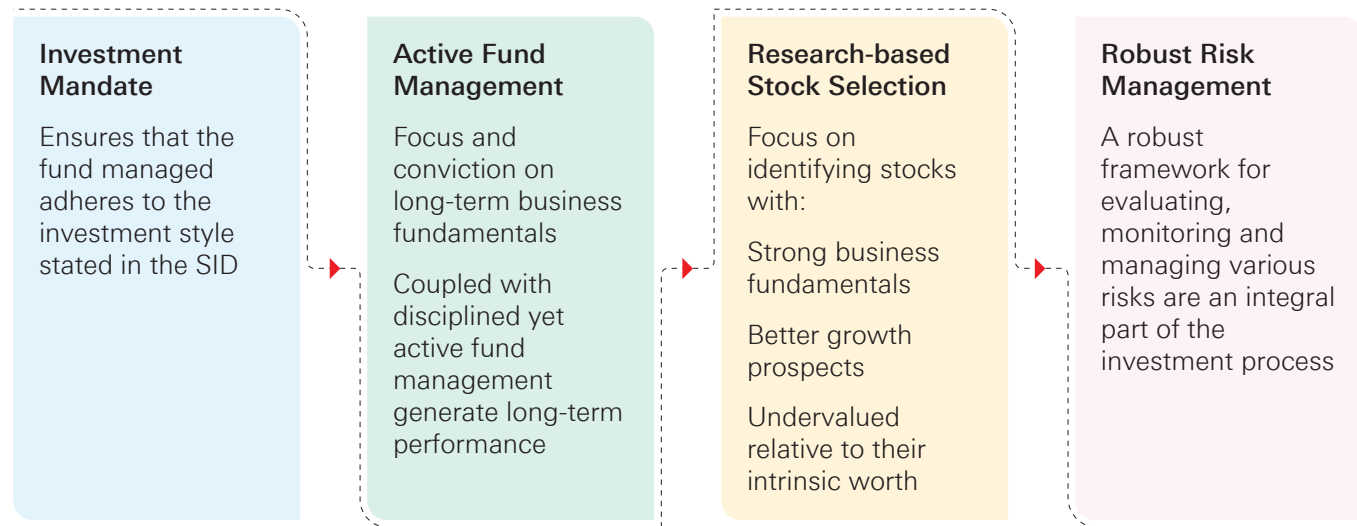 Investment
Mandate
Ensures that the
fund managed
adheres to the
investment style
stated in the SID
Active Fund
Management
Focus and
conviction on
long-term business
fundamentals
Coupled with
disciplined yet
active fund
management
generate long-term
performance
Research-based
Stock Selection
Focus on
identifying stocks
with:
Strong business
fundamentals
Better growth
prospects
Undervalued
relative to their
intrinsic worth
Robust Risk
Management
A robust
framework for
evaluating,
monitoring and
managing various
risks are an integral
part of the
investment process